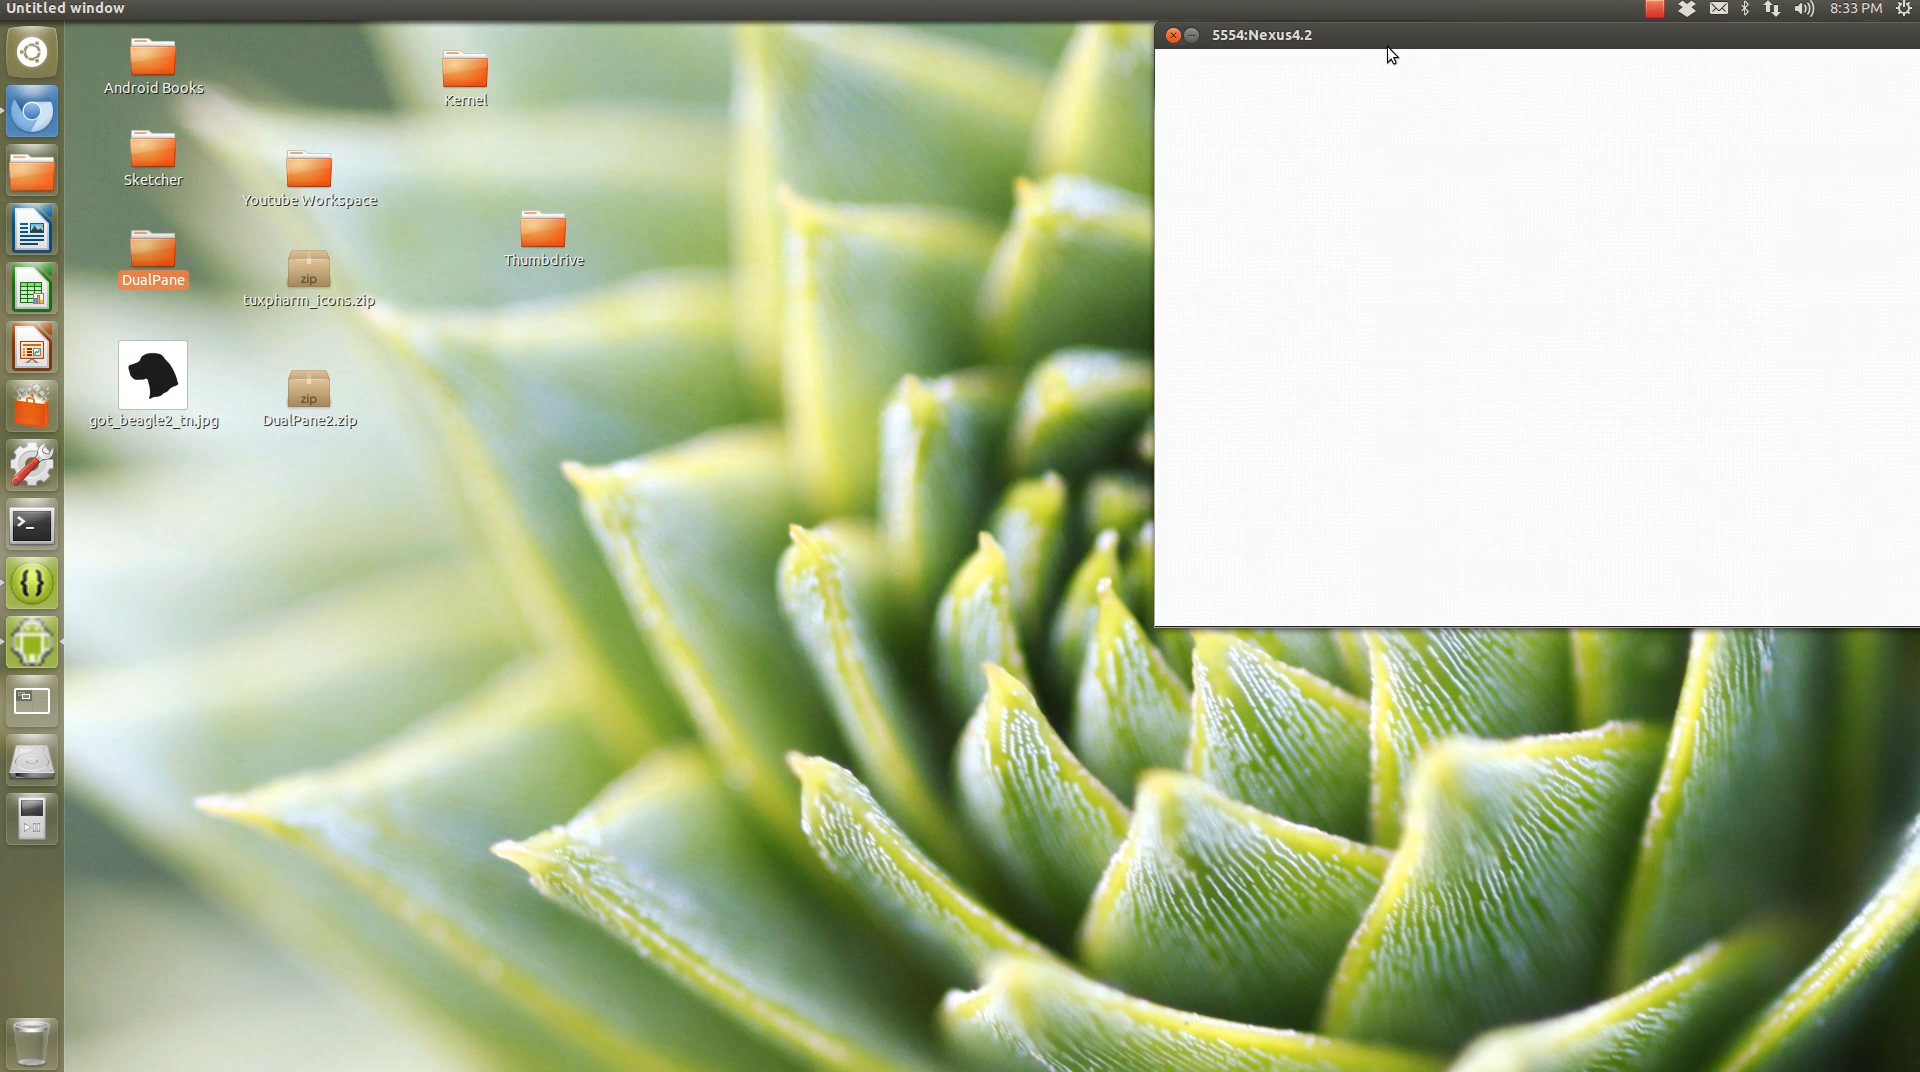 Untitled window
8:33 PM
5554:Nexus4.2
Android Books
Kernel
Sketcher
Youtube Workspace
Thumbdrive
DualPane
zip
tuxpharm_icons.zip
zip
got_beagle2_tn.jpg
DualPane2.zip